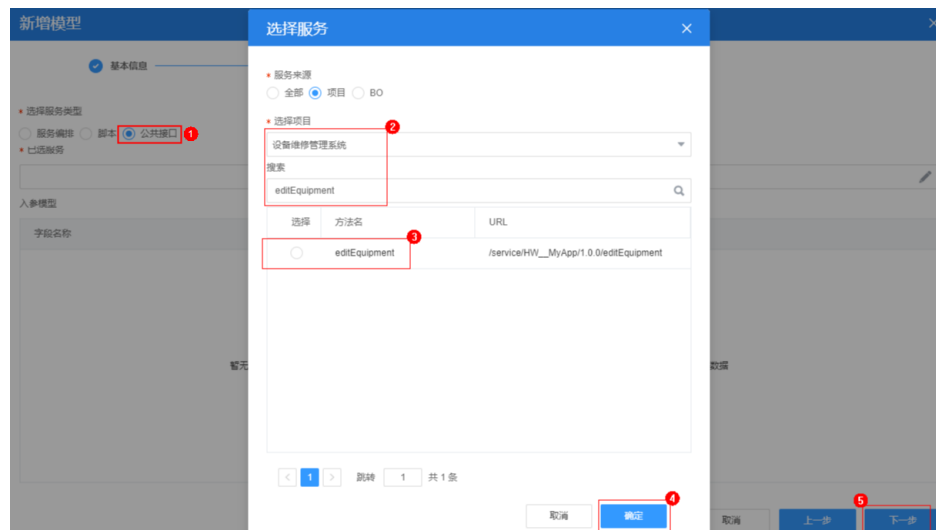 新增模型
基本信息
选择服务类型
服务编排 脚本 公共接口 1
已选服务
入参模型
字段名称
暂无
数据
选择服务
服务来源
全部 项目 BO
选择项目
2
设备维修管理系统
搜索
editEquipment
选择 方法名 URL
3
editEquipment /service/HW__MyApp/1.0.0/editEquipment
1 跳转 1 共 1 条
4
取消 确定
5
取消 上一步 下一步